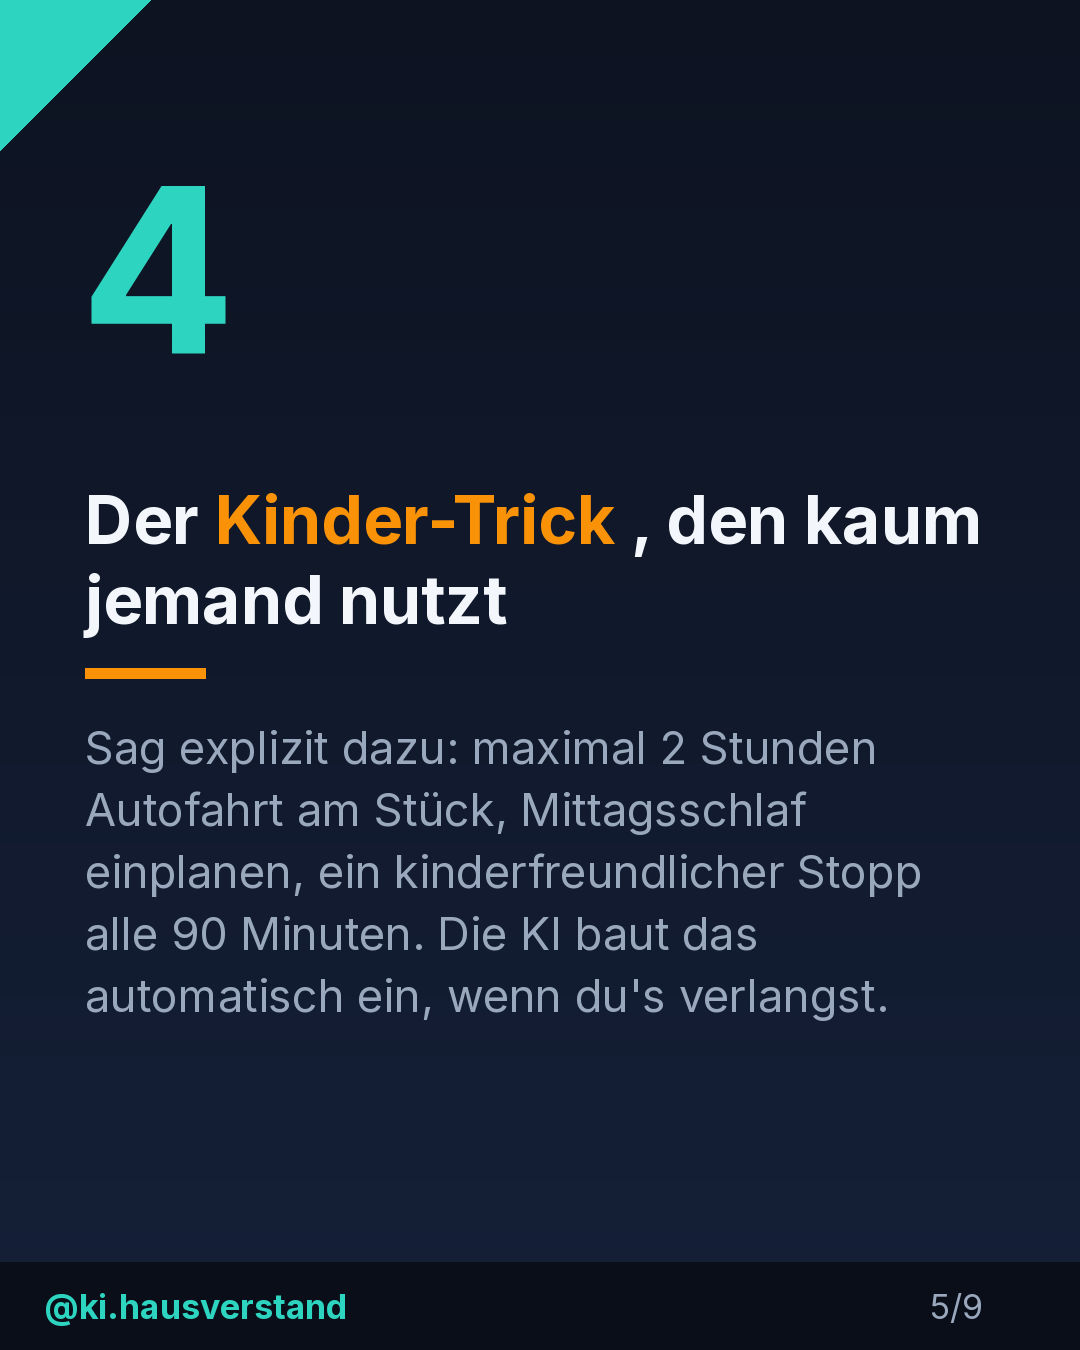 4
Der Kinder-Trick , den kaum
jemand nutzt
Sag explizit dazu: maximal 2 Stunden
Autofahrt am Stück, Mittagsschlaf
einplanen, ein kinderfreundlicher Stopp
alle 90 Minuten. Die KI baut das
automatisch ein, wenn du's verlangst.
@ki.hausverstand
5/9